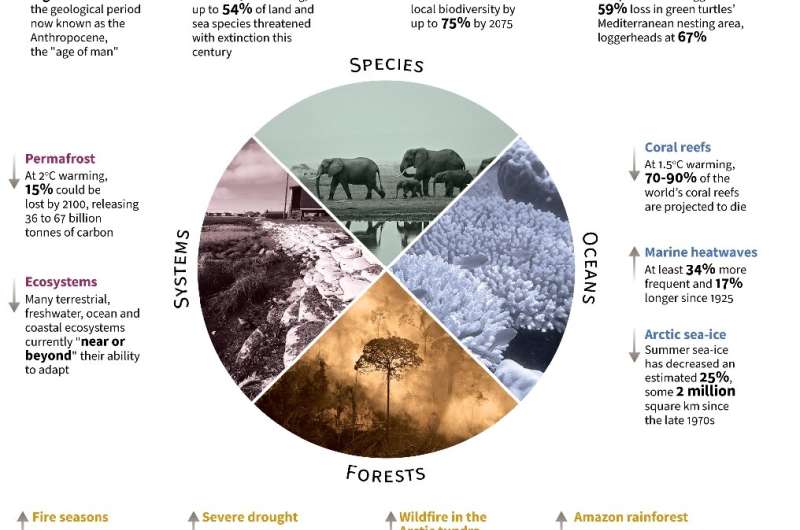 the geological period
now known as the
Anthropocene,
the "age of man"
up to 54% of land and
sea species threatened
with extinction this
century
local biodiversity by
up to 75% by 2075
59% loss in green turtles'
Mediterranean nesting area,
loggerheads at 67%
SPECIES
Permafrost
At 2°C warming,
15% could be
lost by 2100, releasing
36 to 67 billion
tonnes of carbon
Ecosystems
Many terrestrial,
freshwater, ocean and
coastal ecosystems
currently "near or
beyond" their ability
to adapt
SYSTEMS
OCEANS
Coral reefs
At 1.5°C warming,
70-90% of the
world's coral reefs
are projected to die
Marine heatwaves
At least 34% more
frequent and 17%
longer since 1925
Arctic sea-ice
Summer sea-ice
has decreased an
estimated 25%,
some 2 million
square km since
the late 1970s
FORESTS
Fire seasons
Severe drought
Wildfire in the
Arctic tundra
Amazon rainforest